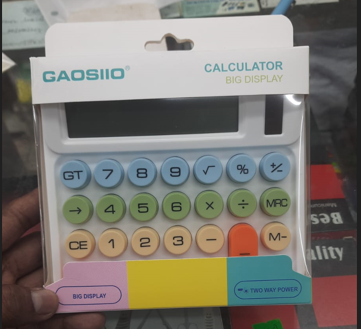 GAOSIIO®
CALCULATOR
BIG DISPLAY
GT 7 8 9 √ % +/-
→ 4 5 6 × ÷ MRC
CE 1 2 3 − M-
BIG DISPLAY
TWO WAY POWER